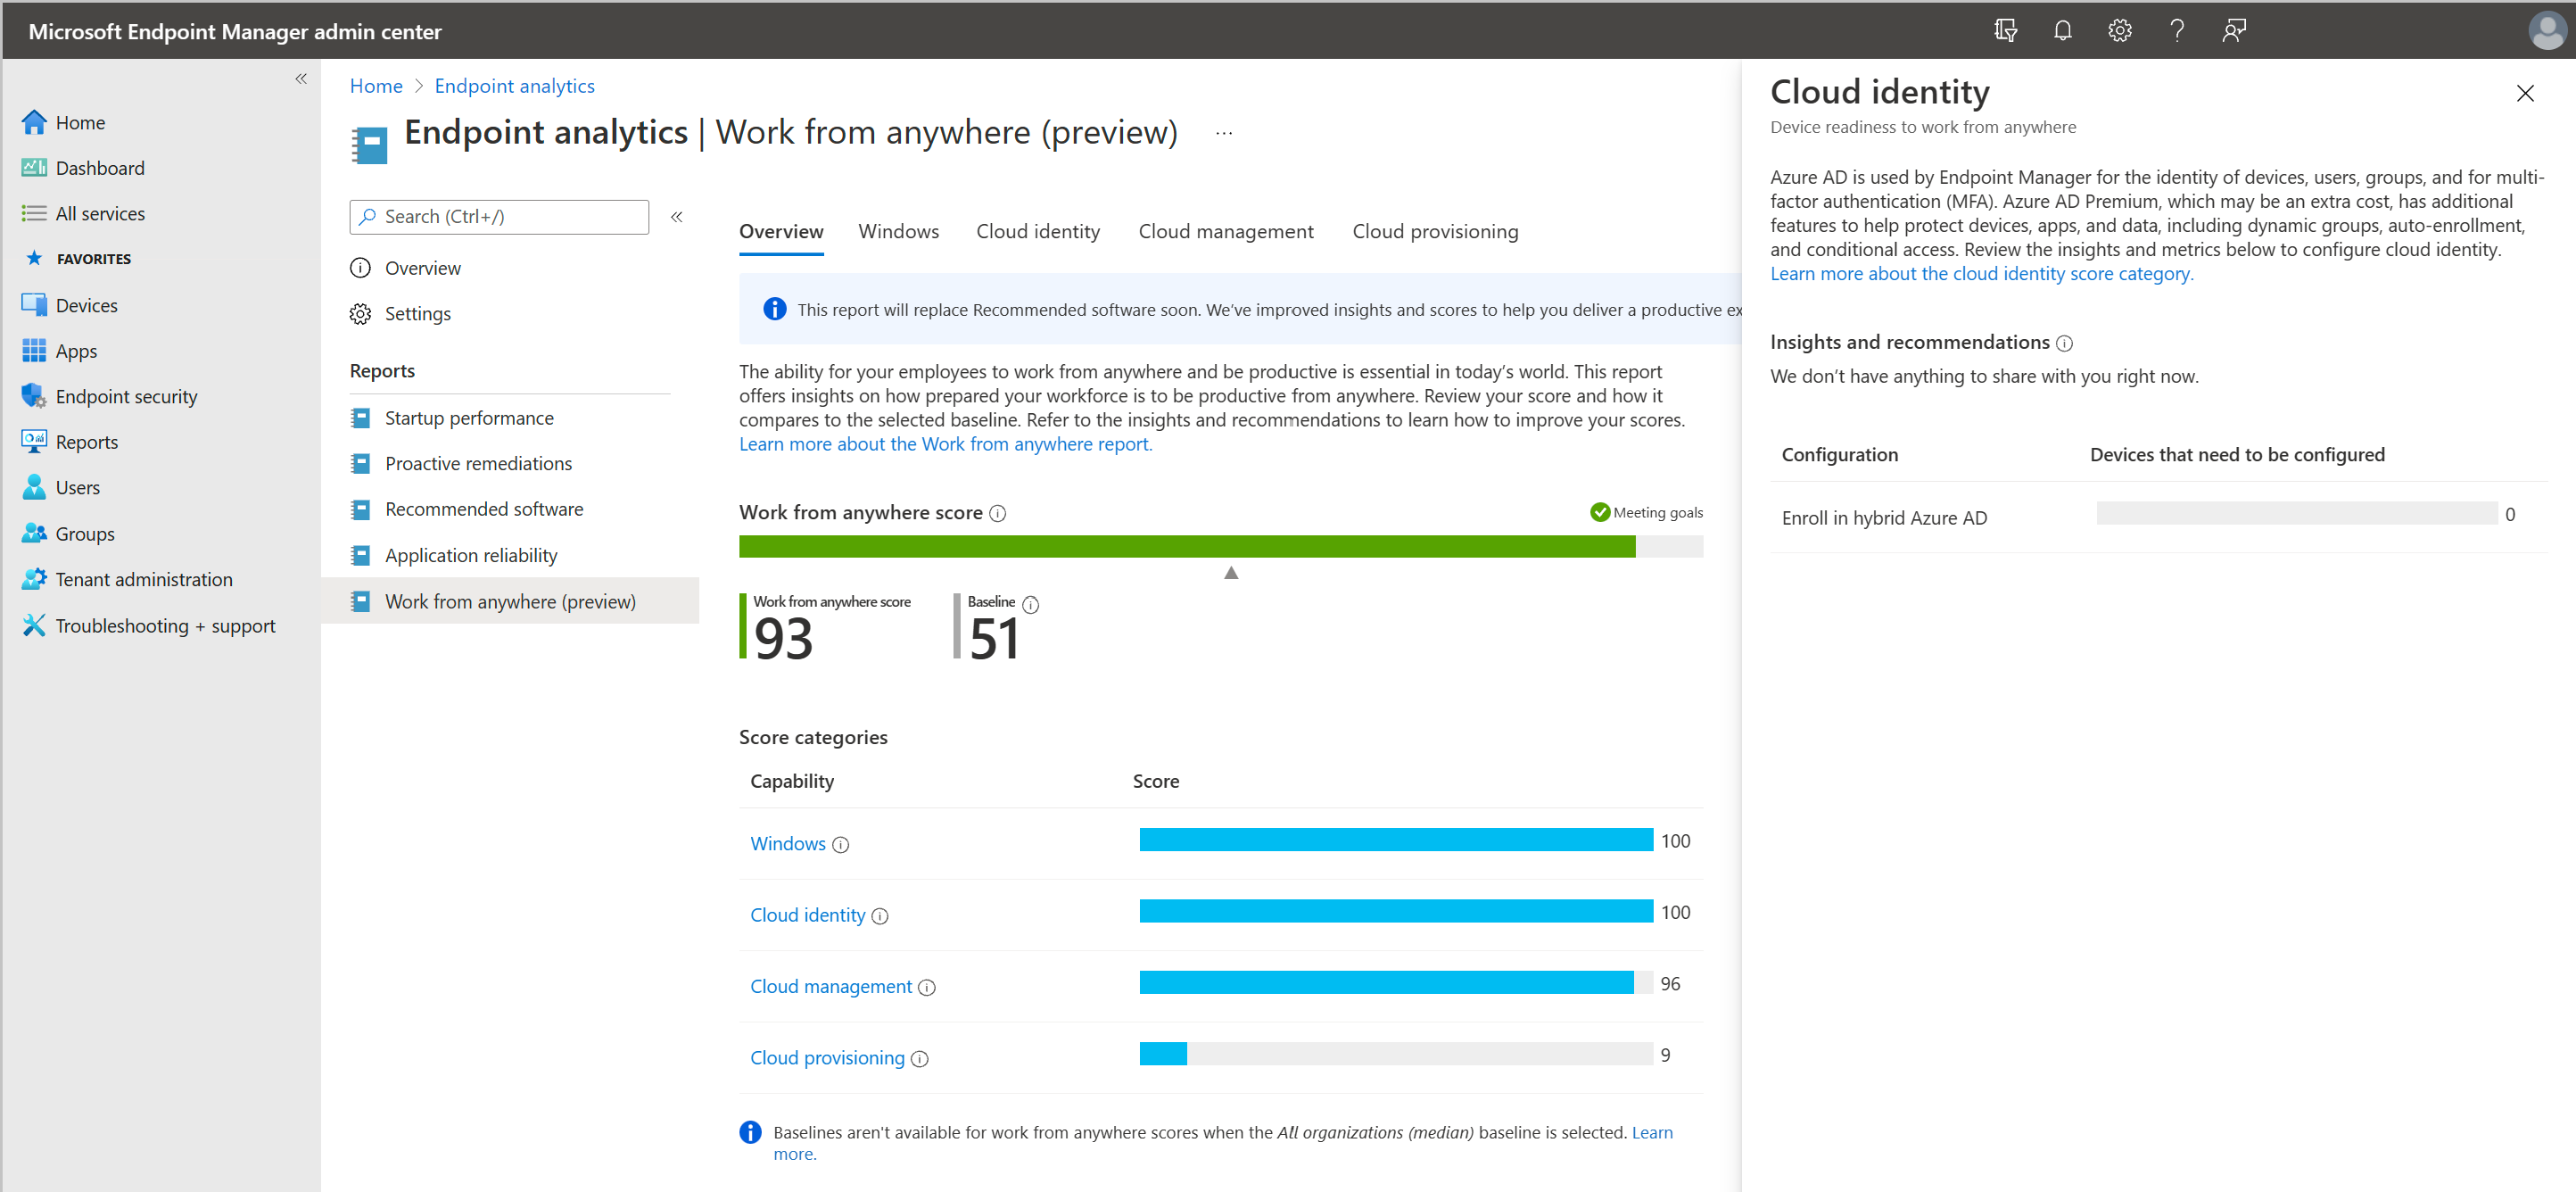 Microsoft Endpoint Manager admin center
Home
Dashboard
All services
FAVORITES
Devices
Apps
Endpoint security
Reports
Users
Groups
Tenant administration
Troubleshooting + support
Home > Endpoint analytics
Endpoint analytics | Work from anywhere (preview) ...
Search (Ctrl+/)
Overview
Settings
Reports
Startup performance
Proactive remediations
Recommended software
Application reliability
Work from anywhere (preview)
Overview Windows Cloud identity Cloud management Cloud provisioning
This report will replace Recommended software soon. We've improved insights and scores to help you deliver a productive ex
The ability for your employees to work from anywhere and be productive is essential in today's world. This report
offers insights on how prepared your workforce is to be productive from anywhere. Review your score and how it
compares to the selected baseline. Refer to the insights and recommendations to learn how to improve your scores.
Learn more about the Work from anywhere report.
Work from anywhere score
Meeting goals
Work from anywhere score
93
Baseline
51
Score categories
Capability Score
Windows 100
Cloud identity 100
Cloud management 96
Cloud provisioning 9
Baselines aren't available for work from anywhere scores when the All organizations (median) baseline is selected. Learn
more.
Cloud identity
Device readiness to work from anywhere
Azure AD is used by Endpoint Manager for the identity of devices, users, groups, and for multi-
factor authentication (MFA). Azure AD Premium, which may be an extra cost, has additional
features to help protect devices, apps, and data, including dynamic groups, auto-enrollment,
and conditional access. Review the insights and metrics below to configure cloud identity.
Learn more about the cloud identity score category.
Insights and recommendations
We don't have anything to share with you right now.
Configuration Devices that need to be configured
Enroll in hybrid Azure AD 0